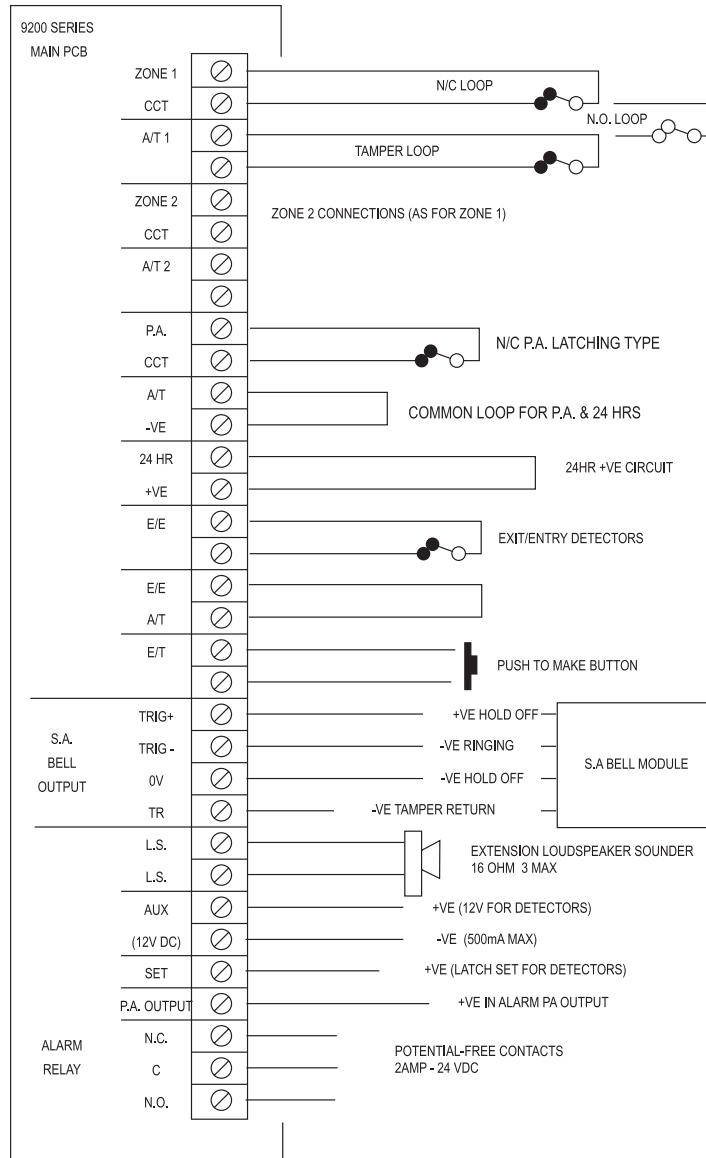 9200 SERIES
MAIN PCB
ZONE 1
CCT
N/C LOOP
N.O. LOOP
A/T 1
TAMPER LOOP
ZONE 2
CCT
ZONE 2 CONNECTIONS (AS FOR ZONE 1)
A/T 2
P.A.
CCT
N/C P.A. LATCHING TYPE
A/T
-VE
COMMON LOOP FOR P.A. & 24 HRS
24 HR
+VE
24HR +VE CIRCUIT
E/E
EXIT/ENTRY DETECTORS
E/E
A/T
E/T
PUSH TO MAKE BUTTON
S.A.
BELL
OUTPUT
TRIG+
+VE HOLD OFF
TRIG -
-VE RINGING
0V
-VE HOLD OFF
TR
-VE TAMPER RETURN
S.A BELL MODULE
L.S.
L.S.
EXTENSION LOUDSPEAKER SOUNDER
16 OHM 3 MAX
AUX
+VE (12V FOR DETECTORS)
(12V DC)
-VE (500mA MAX)
SET
+VE (LATCH SET FOR DETECTORS)
P.A. OUTPUT
+VE IN ALARM PA OUTPUT
ALARM
RELAY
N.C.
C
N.O.
POTENTIAL-FREE CONTACTS
2AMP - 24 VDC